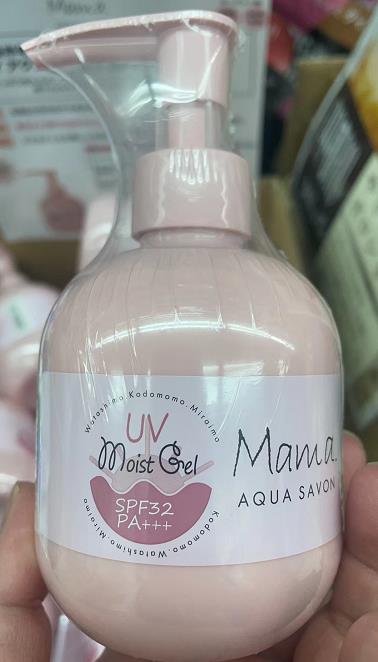 Watashimo.Kodomomo.Miraimo
UV
Moist Gel
SPF32
PA+++
Kodomomo.Watashimo.Miraimo
Mama.
AQUA SAVON